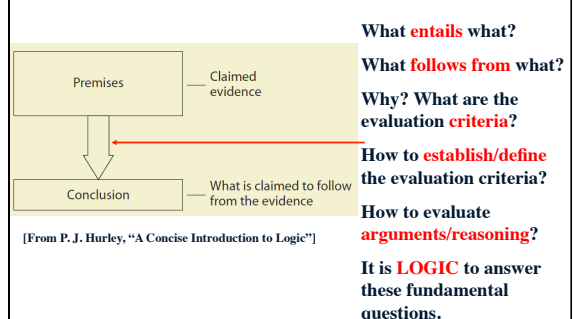 Premises
Claimed
evidence
Conclusion
What is claimed to follow
from the evidence
[From P. J. Hurley, “A Concise Introduction to Logic”]
What entails what?
What follows from what?
Why? What are the
evaluation criteria?
How to establish/define
the evaluation criteria?
How to evaluate
arguments/reasoning?
It is LOGIC to answer
these fundamental
questions.